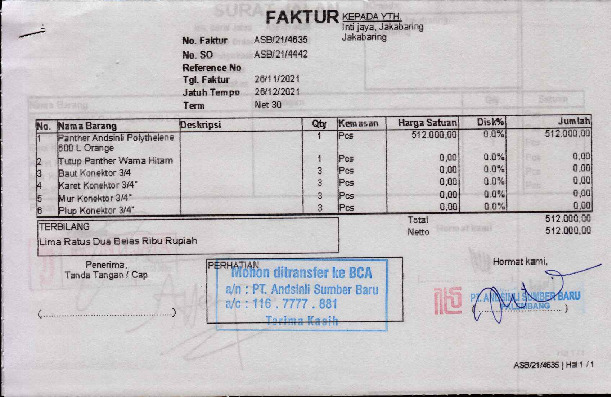 FAKTUR
KEPADA YTH.
Inti jaya, Jakabaring
Jakabaring
No. Faktur ASB/21/4635
No. SO ASB/21/4442
Reference No
Tgl. Faktur 26/11/2021
Jatuh Tempo 26/12/2021
Term Net 30
No. Nama Barang Deskripsi Qty Kemasan Harga Satuan Disk% Jumlah
1 Panther Andsinli Polythelene 1 Pcs 512.000,00 0.0% 512.000,00
600 L Orange
2 Tutup Panther Warna Hitam 1 Pcs 0,00 0.0% 0,00
3 Baut Konektor 3/4 3 Pcs 0,00 0.0% 0,00
4 Karet Konektor 3/4" 3 Pcs 0,00 0.0% 0,00
5 Mur Konektor 3/4" 3 Pcs 0,00 0.0% 0,00
6 Plup Konektor 3/4" 3 Pcs 0,00 0.0% 0,00
TERBILANG
Lima Ratus Dua Belas Ribu Rupiah
Total 512.000,00
Netto 512.000,00
Penerima,
Tanda Tangan / Cap
PERHATIAN
Mohon ditransfer ke BCA
a/n : PT. Andsinli Sumber Baru
a/c : 116 . 7777 . 881
Terima Kasih
Hormat kami,
PT. ANDSINLI SUMBER BARU
PALEMBANG
ASB/21/4635 | Hal 1 / 1